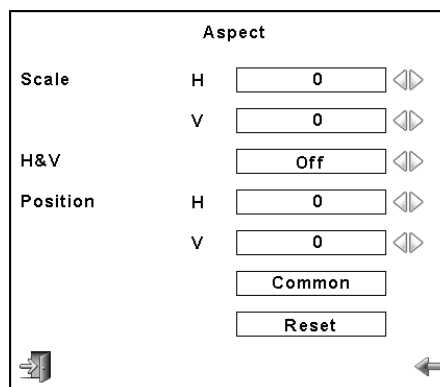 Aspect
Scale H 0
V 0
H&V Off
Position H 0
V 0
Common
Reset